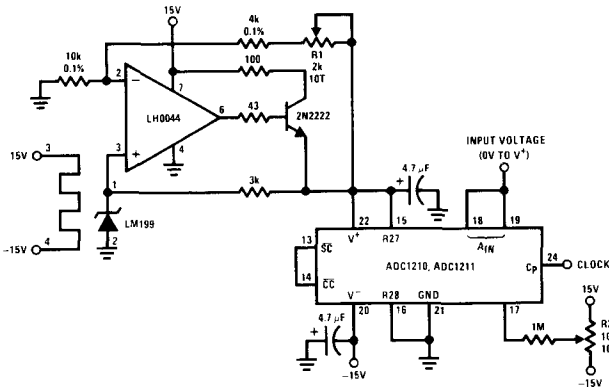 15V
4k
0.1%
R1
2k
10T
10k
0.1%
100
2
−
7
LH0044
6
43
2N2222
3
+
4
15V
3
1
3k
LM199
2
−15V
4
4.7 μF
+
INPUT VOLTAGE
(0V TO V+)
22
15
18
19
V+
R27
AIN
13
SC
14
CC
ADC1210, ADC1211
CP
24
CLOCK
V−
R28
GND
20
16
21
17
4.7 μF
+
−15V
1M
15V
−15V